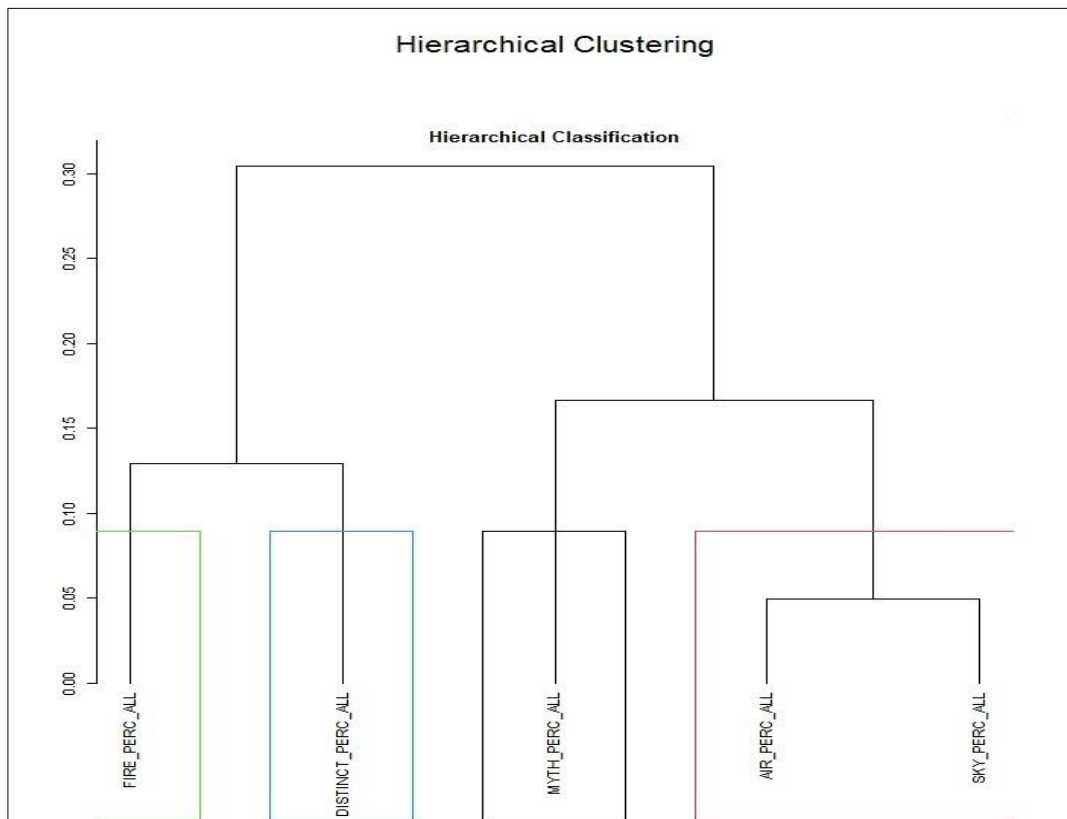 Hierarchical Clustering
Hierarchical Classification
0.30
0.25
0.20
0.15
0.10
0.05
0.00
FIRE_PERC_ALL
DISTINCT_PERC_ALL
MYTH_PERC_ALL
AIR_PERC_ALL
SKY_PERC_ALL